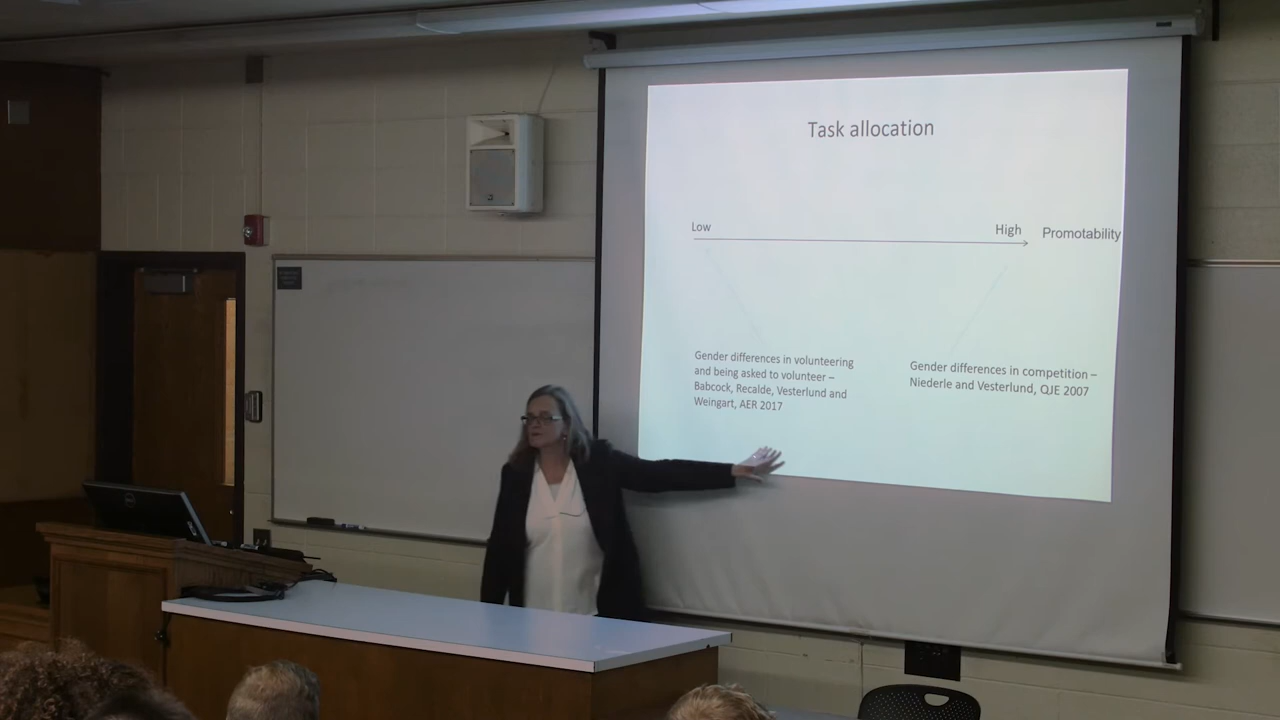 Task allocation
Low
High
Promotability
Gender differences in volunteering
and being asked to volunteer –
Babcock, Recalde, Vesterlund and
Weingart, AER 2017
Gender differences in competition –
Niederle and Vesterlund, QJE 2007
DELL